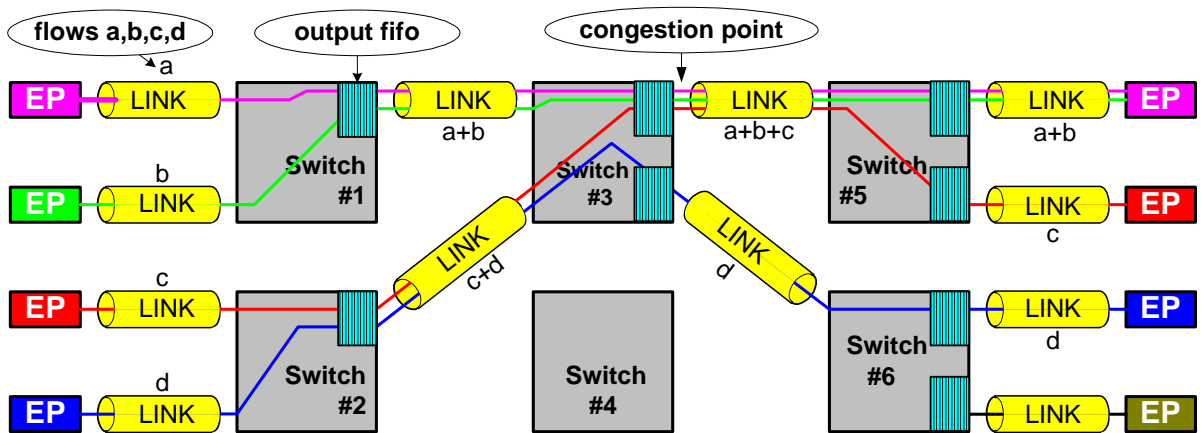 flows a,b,c,d
output fifo
congestion point
a
EP
LINK
LINK
LINK
LINK
EP
a+b
a+b+c
a+b
b
Switch
#1
Switch
#3
Switch
#5
EP
LINK
LINK
EP
c
LINK
c+d
LINK
d
c
EP
LINK
LINK
EP
d
d
Switch
#2
Switch
#4
Switch
#6
EP
LINK
LINK
EP